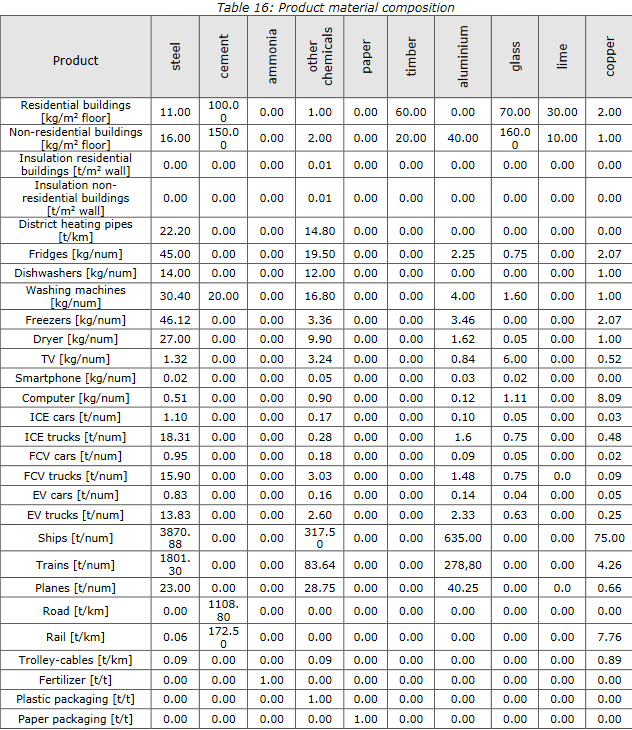 Table 16: Product material composition
Product steel cement ammonia other chemicals paper timber aluminium glass lime copper
Residential buildings [kg/m² floor] 11.00 100.00 0.00 1.00 0.00 60.00 0.00 70.00 30.00 2.00
Non-residential buildings [kg/m² floor] 16.00 150.00 0.00 2.00 0.00 20.00 40.00 160.00 10.00 1.00
Insulation residential buildings [t/m² wall] 0.00 0.00 0.00 0.01 0.00 0.00 0.00 0.00 0.00 0.00
Insulation non-residential buildings [t/m² wall] 0.00 0.00 0.00 0.01 0.00 0.00 0.00 0.00 0.00 0.00
District heating pipes [t/km] 22.20 0.00 0.00 14.80 0.00 0.00 0.00 0.00 0.00 0.00
Fridges [kg/num] 45.00 0.00 0.00 19.50 0.00 0.00 2.25 0.75 0.00 2.07
Dishwashers [kg/num] 14.00 0.00 0.00 12.00 0.00 0.00 0.00 0.00 0.00 1.00
Washing machines [kg/num] 30.40 20.00 0.00 16.80 0.00 0.00 4.00 1.60 0.00 1.00
Freezers [kg/num] 46.12 0.00 0.00 3.36 0.00 0.00 3.46 0.00 0.00 2.07
Dryer [kg/num] 27.00 0.00 0.00 9.90 0.00 0.00 1.62 0.05 0.00 1.00
TV [kg/num] 1.32 0.00 0.00 3.24 0.00 0.00 0.84 6.00 0.00 0.52
Smartphone [kg/num] 0.02 0.00 0.00 0.05 0.00 0.00 0.03 0.02 0.00 0.00
Computer [kg/num] 0.51 0.00 0.00 0.90 0.00 0.00 0.12 1.11 0.00 8.09
ICE cars [t/num] 1.10 0.00 0.00 0.17 0.00 0.00 0.10 0.05 0.00 0.03
ICE trucks [t/num] 18.31 0.00 0.00 0.28 0.00 0.00 1.6 0.75 0.00 0.48
FCV cars [t/num] 0.95 0.00 0.00 0.18 0.00 0.00 0.09 0.05 0.00 0.02
FCV trucks [t/num] 15.90 0.00 0.00 3.03 0.00 0.00 1.48 0.75 0.0 0.09
EV cars [t/num] 0.83 0.00 0.00 0.16 0.00 0.00 0.14 0.04 0.00 0.05
EV trucks [t/num] 13.83 0.00 0.00 2.60 0.00 0.00 2.33 0.63 0.00 0.25
Ships [t/num] 3870.88 0.00 0.00 317.50 0.00 0.00 635.00 0.00 0.00 75.00
Trains [t/num] 1801.30 0.00 0.00 83.64 0.00 0.00 278,80 0.00 0.00 4.26
Planes [t/num] 23.00 0.00 0.00 28.75 0.00 0.00 40.25 0.00 0.0 0.66
Road [t/km] 0.00 1108.80 0.00 0.00 0.00 0.00 0.00 0.00 0.00 0.00
Rail [t/km] 0.06 172.50 0.00 0.00 0.00 0.00 0.00 0.00 0.00 7.76
Trolley-cables [t/km] 0.09 0.00 0.00 0.09 0.00 0.00 0.00 0.00 0.00 0.89
Fertilizer [t/t] 0.00 0.00 1.00 0.00 0.00 0.00 0.00 0.00 0.00 0.00
Plastic packaging [t/t] 0.00 0.00 0.00 1.00 0.00 0.00 0.00 0.00 0.00 0.00
Paper packaging [t/t] 0.00 0.00 0.00 0.00 1.00 0.00 0.00 0.00 0.00 0.00